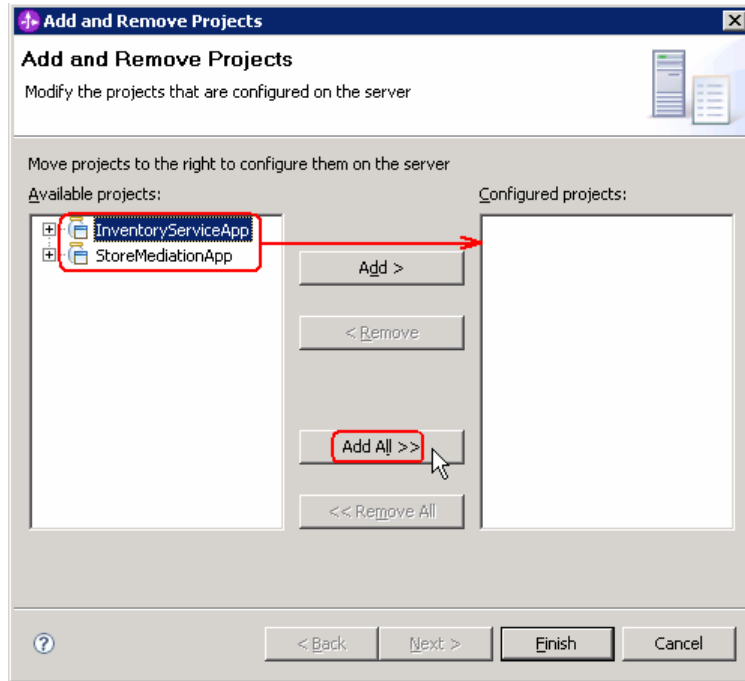 Add and Remove Projects
Add and Remove Projects
Modify the projects that are configured on the server
Move projects to the right to configure them on the server
Available projects:
Configured projects:
InventoryServiceApp
StoreMediationApp
Add >
< Remove
Add All >>
<< Remove All
?
< Back
Next >
Finish
Cancel